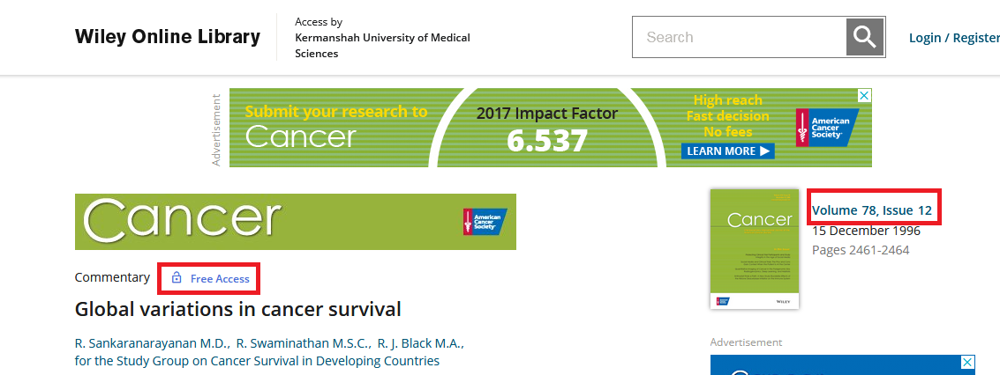 Wiley Online Library
Access by
Kermanshah University of Medical
Sciences
Search
Login / Register
Advertisement
Submit your research to
Cancer
2017 Impact Factor
6.537
High reach
Fast decision
No fees
LEARN MORE
American
Cancer
Society
Cancer
American
Cancer
Society
Commentary
Free Access
Global variations in cancer survival
R. Sankaranarayanan M.D., R. Swaminathan M.S.C., R. J. Black M.A.,
for the Study Group on Cancer Survival in Developing Countries
Cancer
WILEY
Volume 78, Issue 12
15 December 1996
Pages 2461-2464
Advertisement